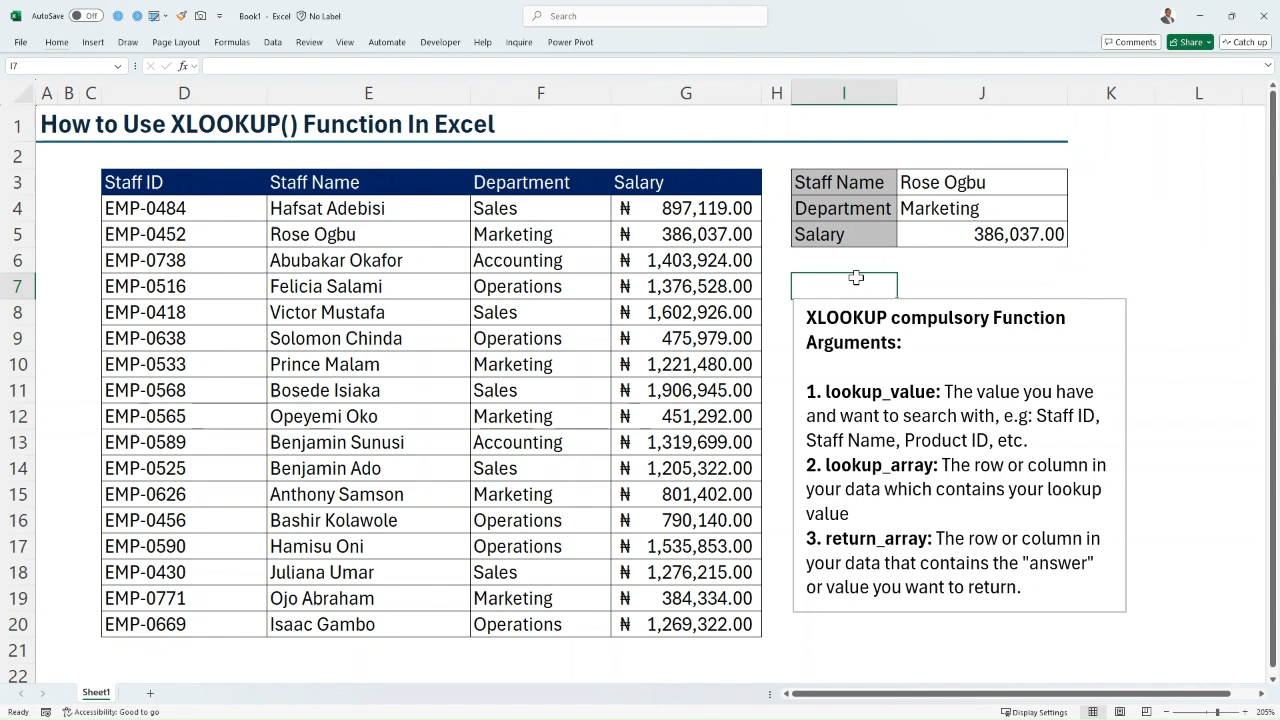 AutoSave Off Book1 - Excel No Label Search
File Home Insert Draw Page Layout Formulas Data Review View Automate Developer Help Inquire Power Pivot Comments Share Catch up
I7 fx
A B C D E F G H I J K L
1 How to Use XLOOKUP() Function In Excel
2
3 Staff ID Staff Name Department Salary Staff Name Rose Ogbu
4 EMP-0484 Hafsat Adebisi Sales ₦ 897,119.00 Department Marketing
5 EMP-0452 Rose Ogbu Marketing ₦ 386,037.00 Salary 386,037.00
6 EMP-0738 Abubakar Okafor Accounting ₦ 1,403,924.00
7 EMP-0516 Felicia Salami Operations ₦ 1,376,528.00
8 EMP-0418 Victor Mustafa Sales ₦ 1,602,926.00
9 EMP-0638 Solomon Chinda Operations ₦ 475,979.00
10 EMP-0533 Prince Malam Marketing ₦ 1,221,480.00
11 EMP-0568 Bosede Isiaka Sales ₦ 1,906,945.00
12 EMP-0565 Opeyemi Oko Marketing ₦ 451,292.00
13 EMP-0589 Benjamin Sunusi Accounting ₦ 1,319,699.00
14 EMP-0525 Benjamin Ado Sales ₦ 1,205,322.00
15 EMP-0626 Anthony Samson Marketing ₦ 801,402.00
16 EMP-0456 Bashir Kolawole Operations ₦ 790,140.00
17 EMP-0590 Hamisu Oni Operations ₦ 1,535,853.00
18 EMP-0430 Juliana Umar Sales ₦ 1,276,215.00
19 EMP-0771 Ojo Abraham Marketing ₦ 384,334.00
20 EMP-0669 Isaac Gambo Operations ₦ 1,269,322.00
21
22
XLOOKUP compulsory Function
Arguments:
1. lookup_value: The value you have
and want to search with, e.g: Staff ID,
Staff Name, Product ID, etc.
2. lookup_array: The row or column in
your data which contains your lookup
value
3. return_array: The row or column in
your data that contains the "answer"
or value you want to return.
Sheet1
Ready Accessibility: Good to go Display Settings 205%